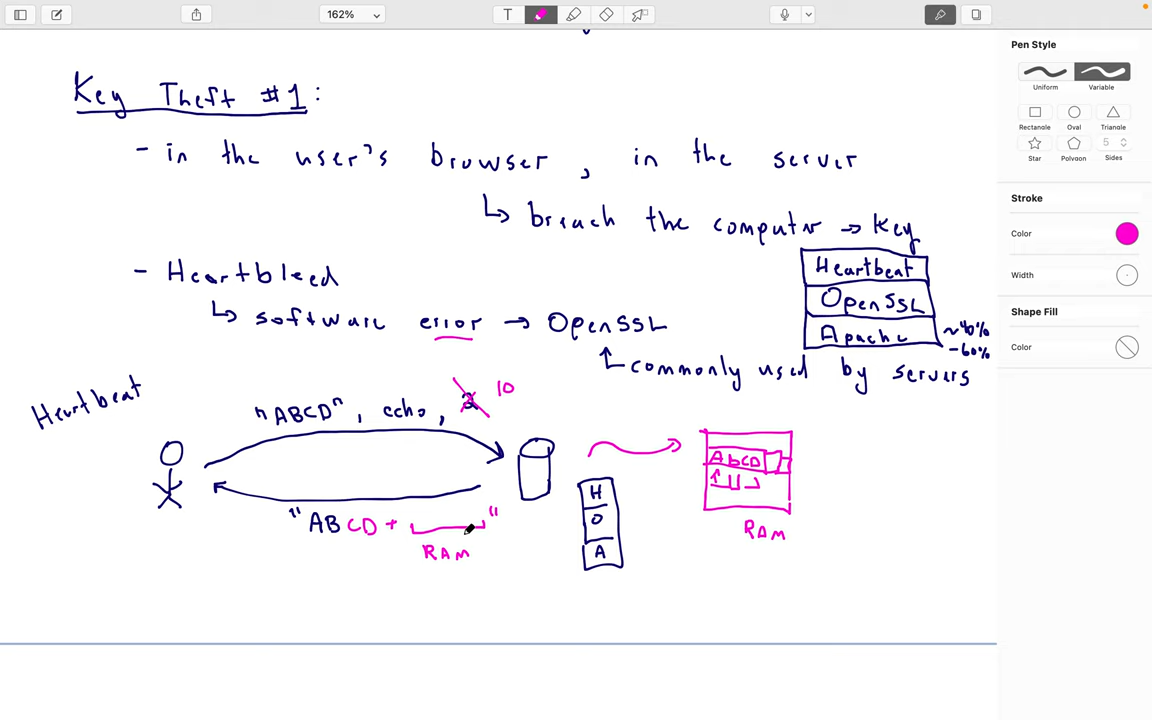 162%
T
Pen Style
Uniform Variable
Rectangle Oval Triangle
Star Polygon 5 Sides
Stroke
Color
Width
Shape Fill
Color
Key Theft #1:
- in the user's browser, in the server
↳ breach the computer → Key
- Heartbleed
↳ software error → OpenSSL
↑ commonly used by servers
Heartbeat
OpenSSL
Apache ~40%
-60%
Heartbeat
"ABCD", echo, 2 10
"ABCD + "
RAM
H
O
A
AbCD
RAM